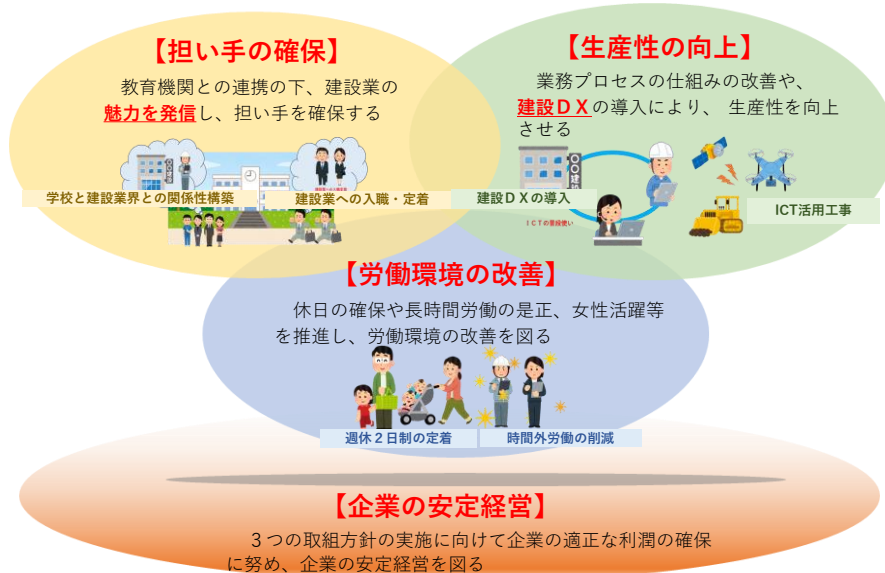 【担い手の確保】
教育機関との連携の下、建設業の
魅力を発信し、担い手を確保する
学校と建設業界との関係性構築
建設業への入職・定着
【生産性の向上】
業務プロセスの仕組みの改善や、
建設ＤＸの導入により、 生産性を向上
させる
建設ＤＸの導入
ＩＣＴの普段使い
ICT活用工事
【労働環境の改善】
休日の確保や長時間労働の是正、女性活躍等
を推進し、労働環境の改善を図る
週休２日制の定着
時間外労働の削減
【企業の安定経営】
３つの取組方針の実施に向けて企業の適正な利潤の確保
に努め、企業の安定経営を図る